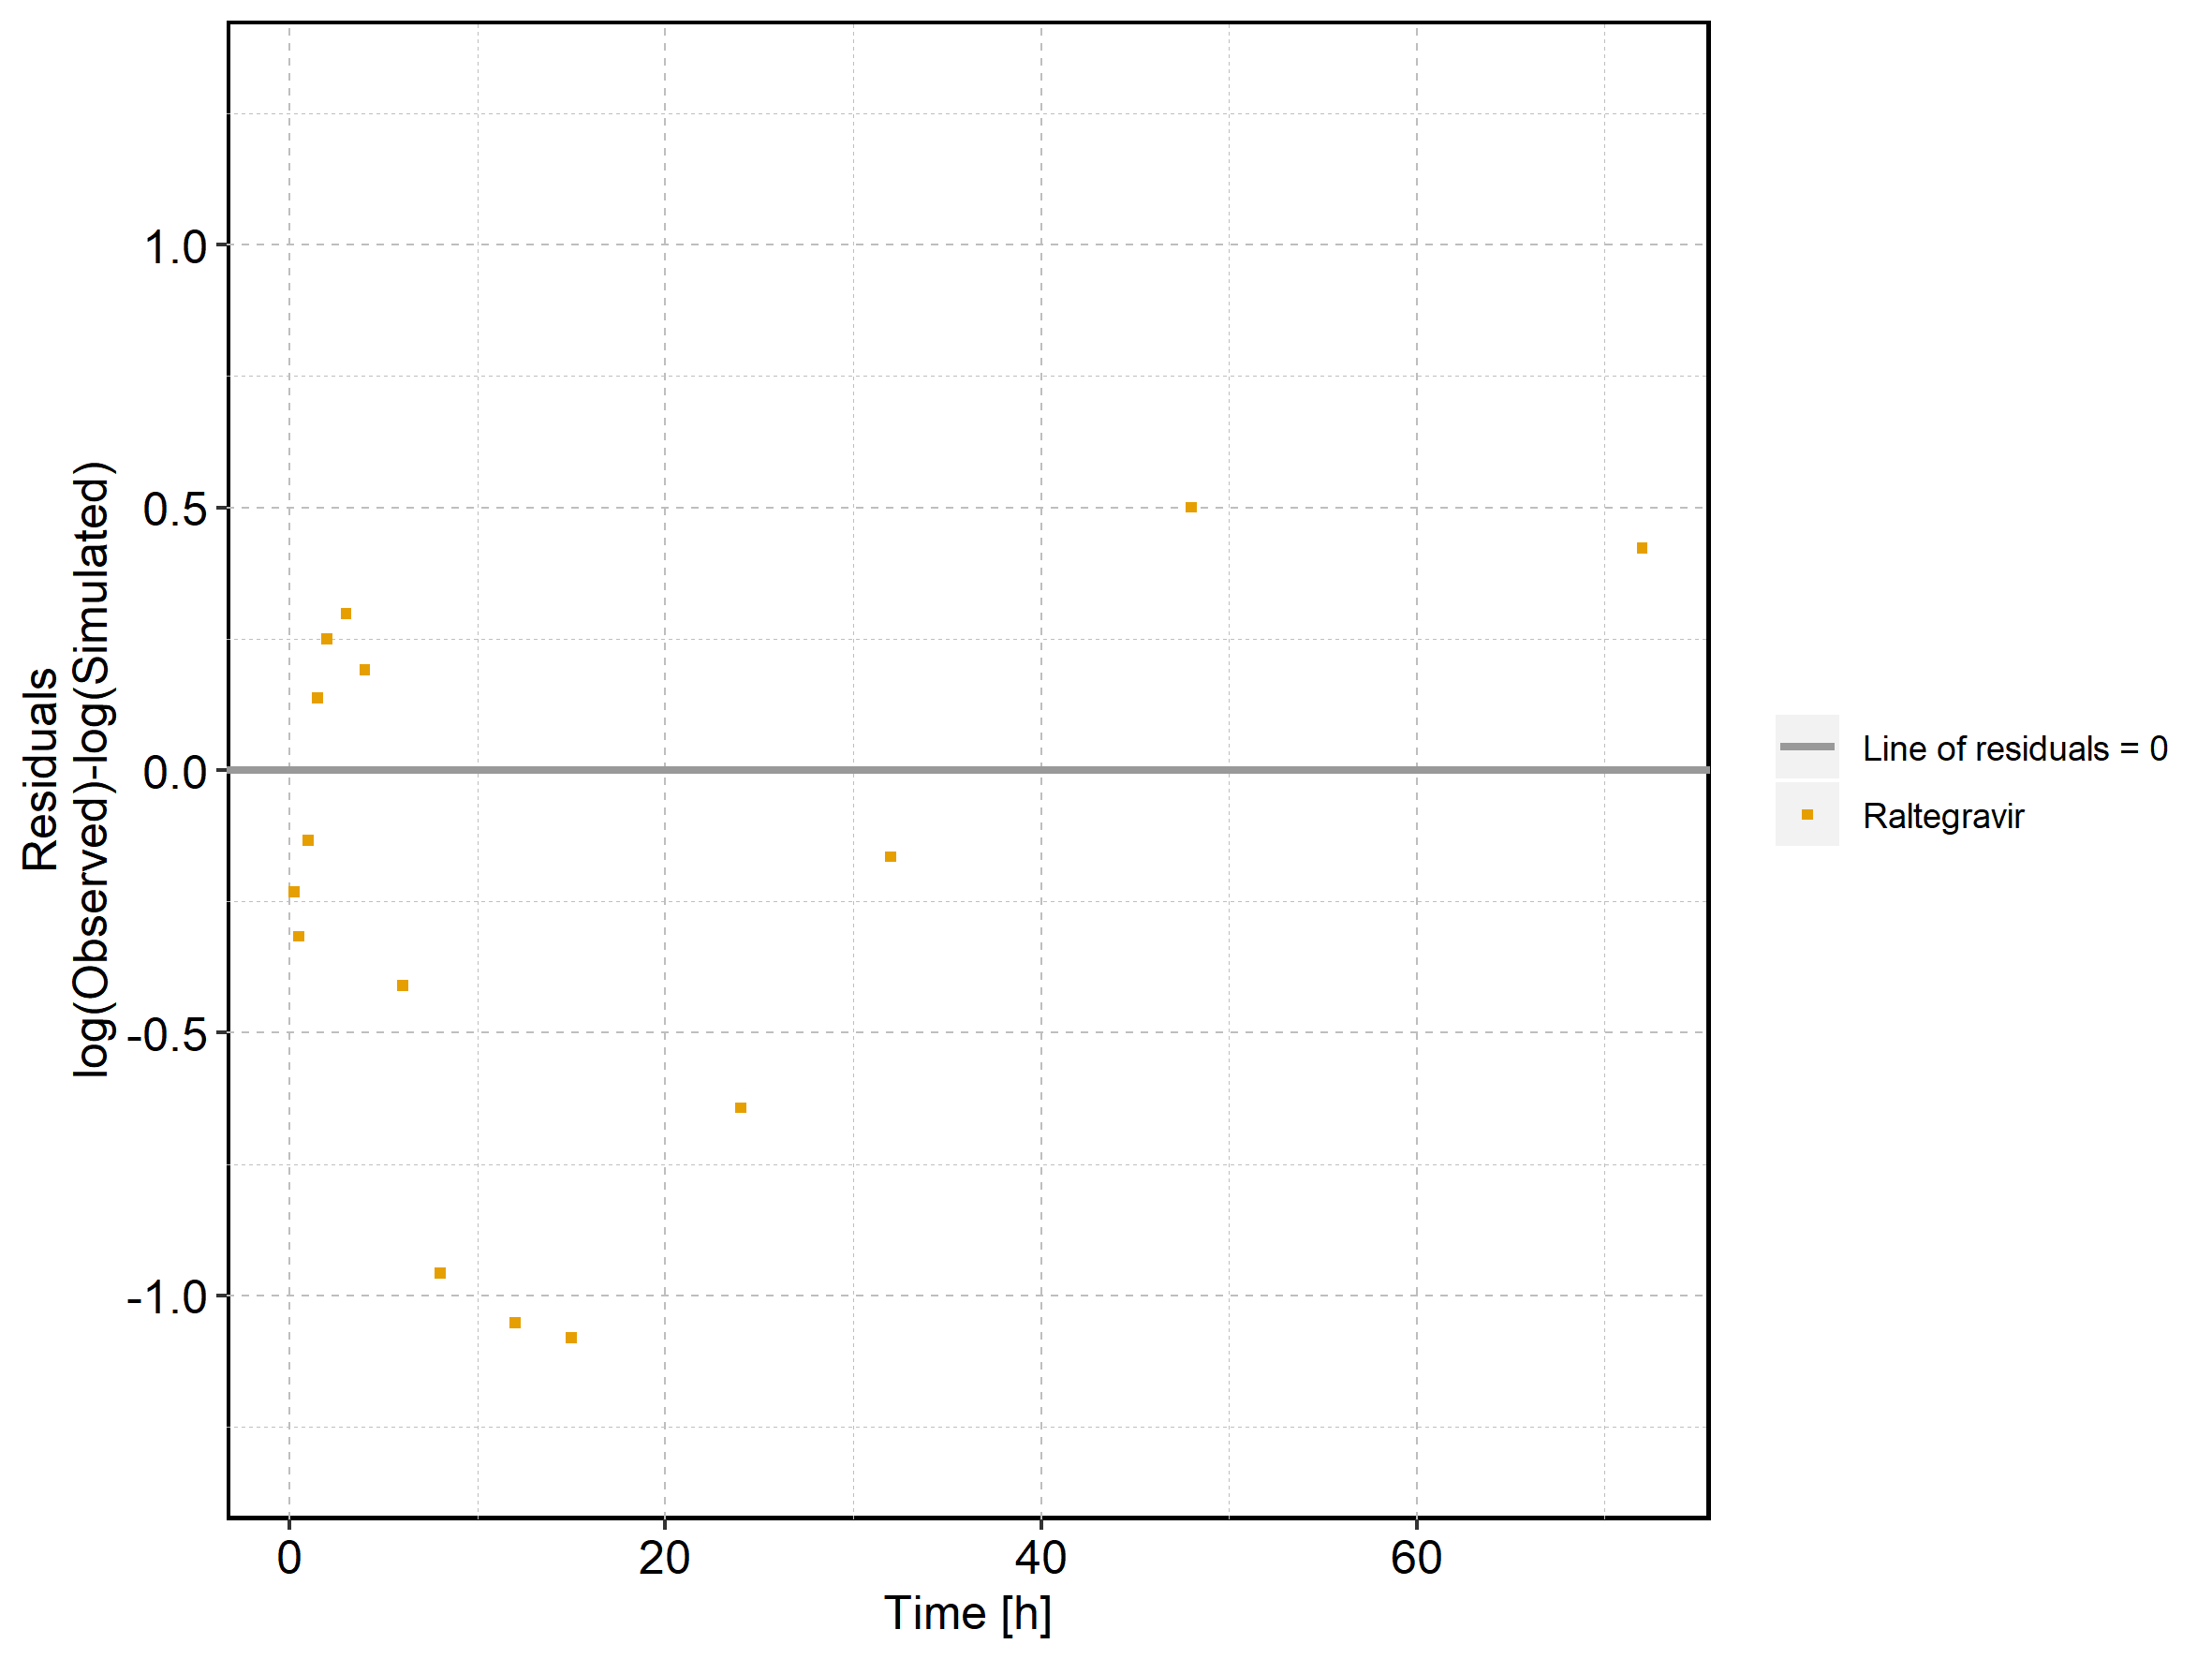 Residuals
log(Observed)-log(Simulated)
1.0
0.5
0.0
-0.5
-1.0
0
20
40
60
Time [h]
Line of residuals = 0
Raltegravir